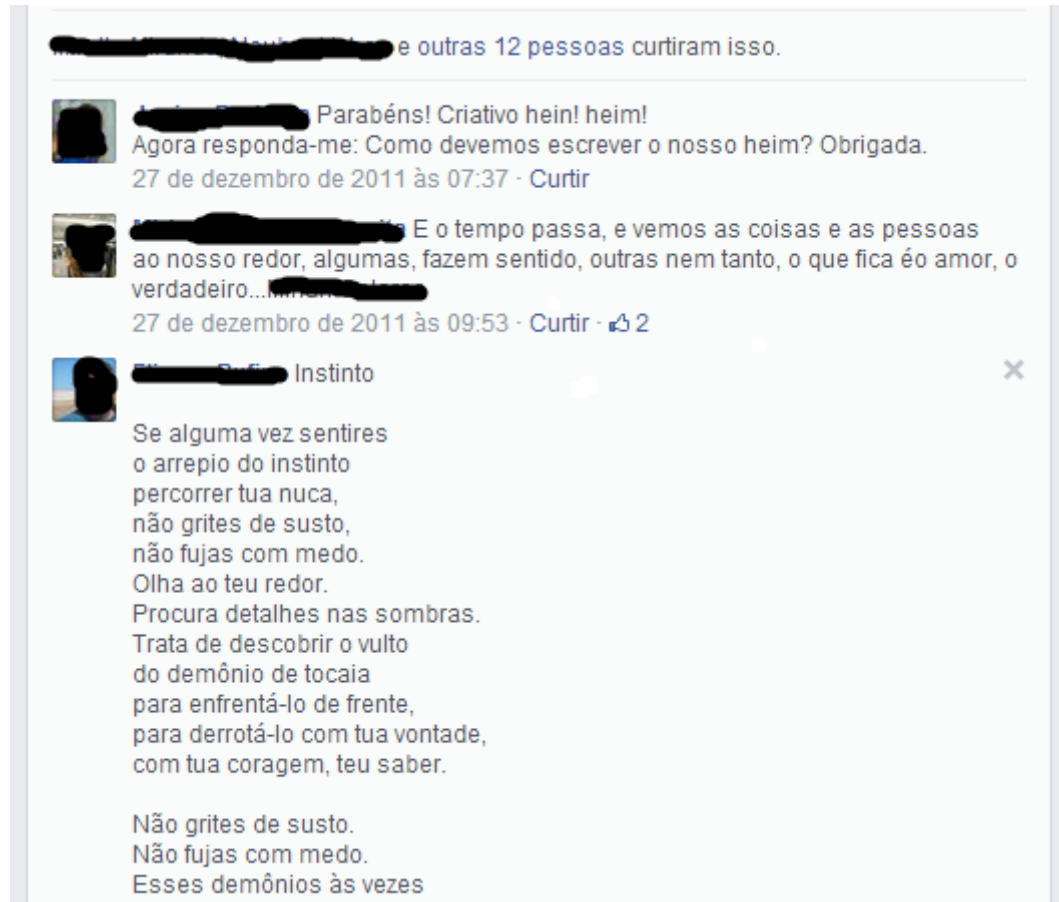 e outras 12 pessoas curtiram isso.
Parabéns! Criativo hein! heim!
Agora responda-me: Como devemos escrever o nosso heim? Obrigada.
27 de dezembro de 2011 às 07:37 · Curtir
E o tempo passa, e vemos as coisas e as pessoas
ao nosso redor, algumas, fazem sentido, outras nem tanto, o que fica éo amor, o
verdadeiro...
27 de dezembro de 2011 às 09:53 · Curtir · 2
Instinto
Se alguma vez sentires
o arrepio do instinto
percorrer tua nuca,
não grites de susto,
não fujas com medo.
Olha ao teu redor.
Procura detalhes nas sombras.
Trata de descobrir o vulto
do demônio de tocaia
para enfrentá-lo de frente,
para derrotá-lo com tua vontade,
com tua coragem, teu saber.
Não grites de susto.
Não fujas com medo.
Esses demônios às vezes